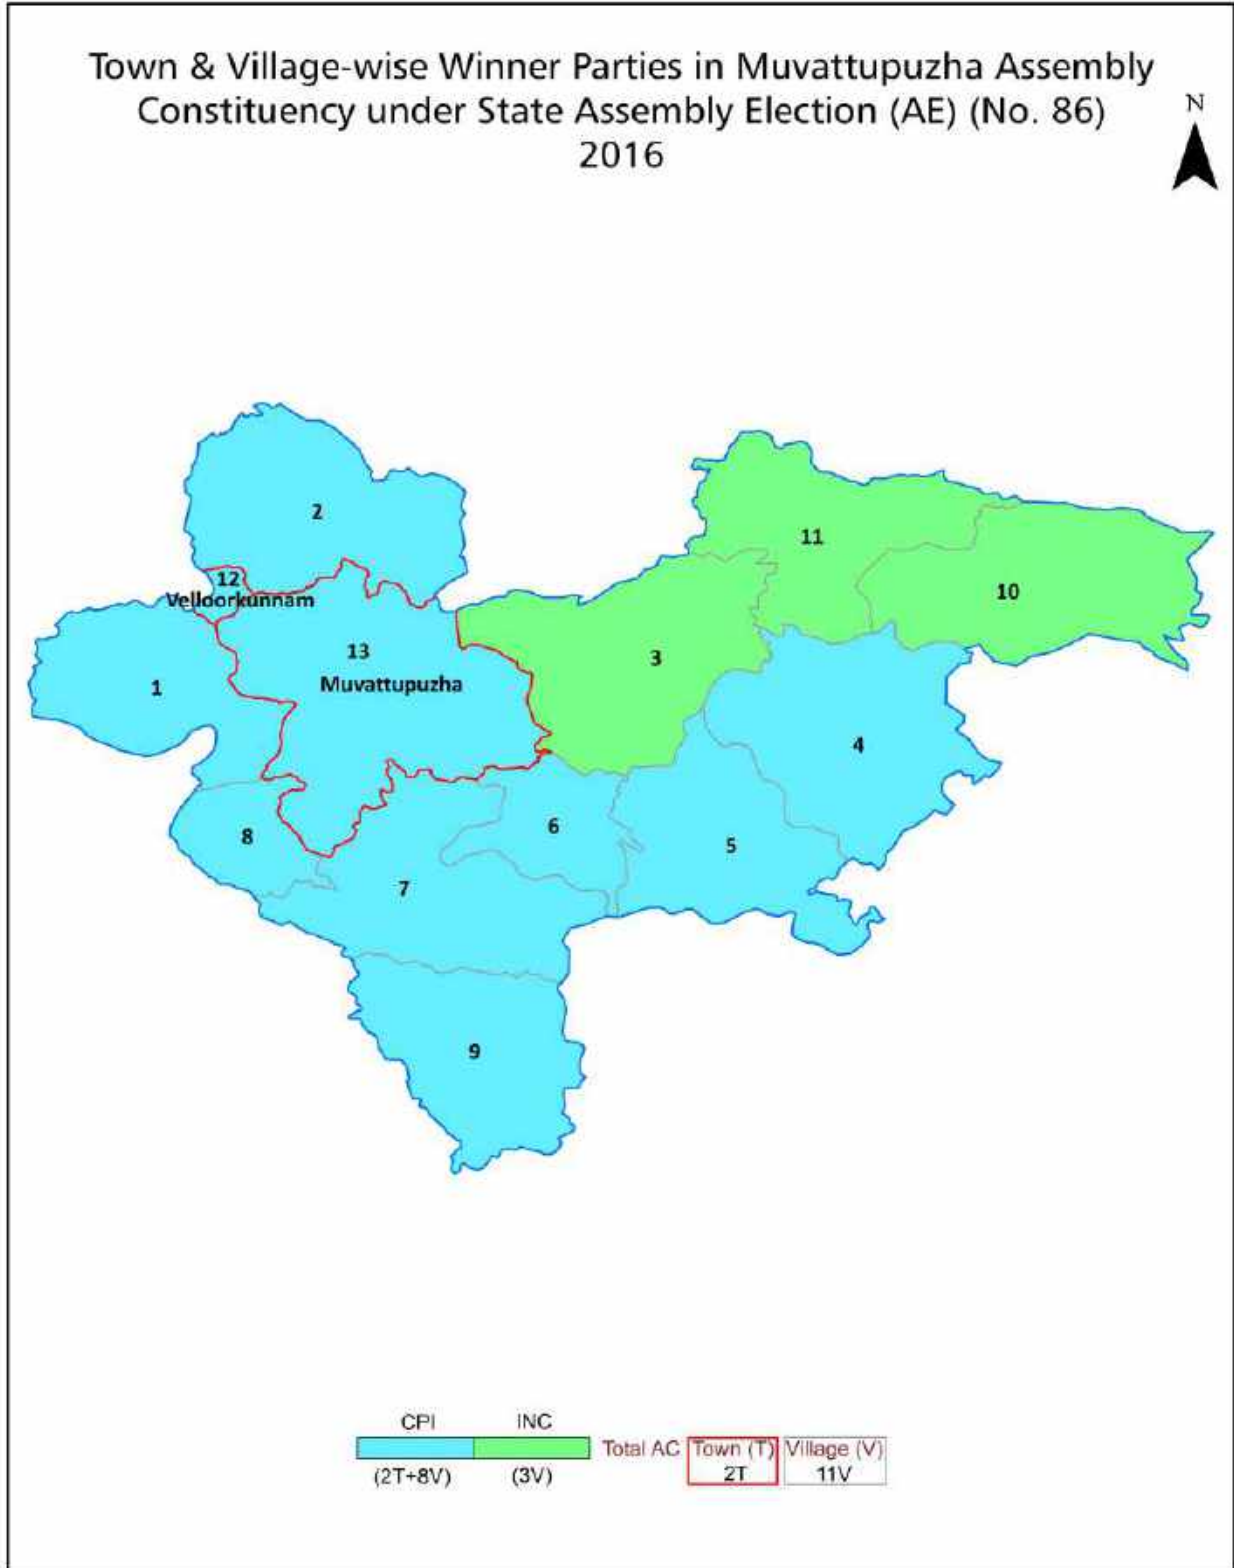 Town & Village-wise Winner Parties in Muvattupuzha Assembly
Constituency under State Assembly Election (AE) (No. 86)
2016
N
2
11
12
Velloorkunnam
10
13
3
Muvattupuzha
1
4
6
8
5
7
9
CPI INC
Total AC Town (T) Village (V)
(2T+8V) (3V) 2T 11V